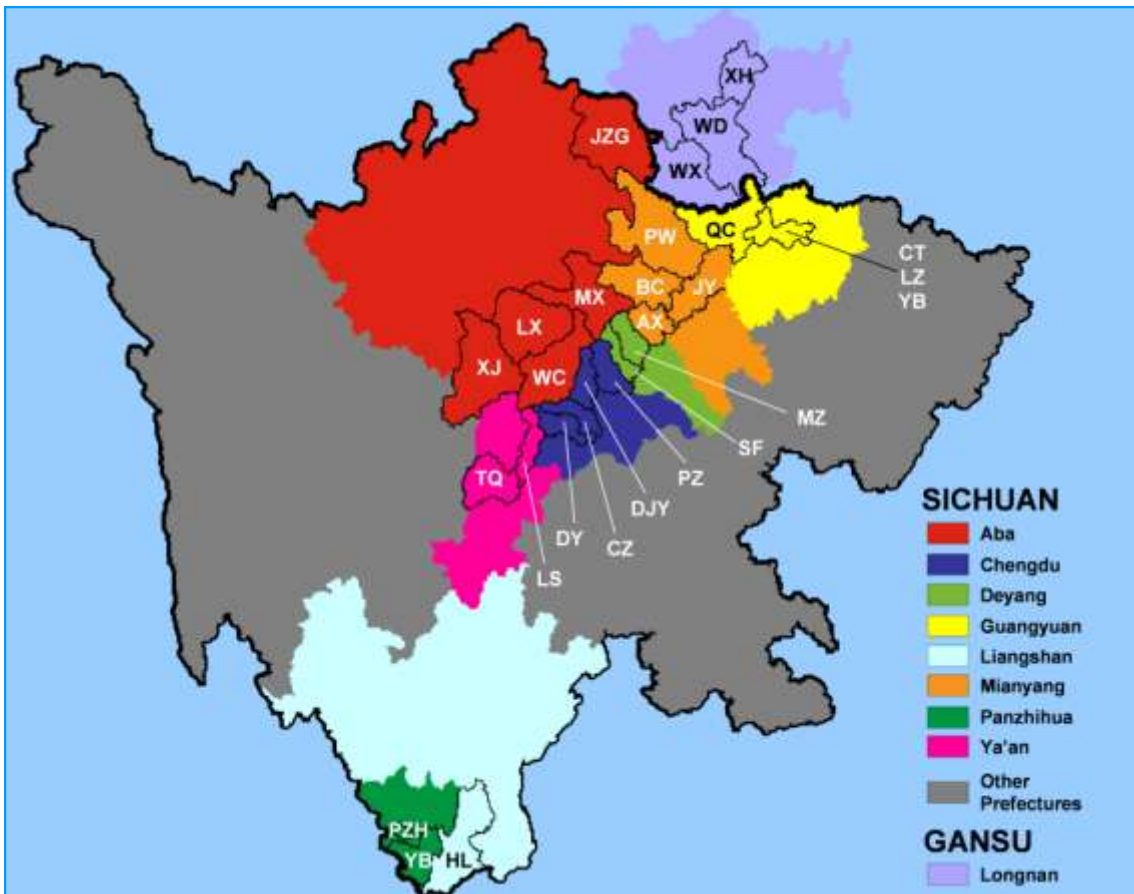 XH
JZG
WD
WX
QC
PW
CT
LZ
YB
BC
JY
MX
AX
LX
XJ
WC
MZ
SF
PZ
TQ
DJY
DY
CZ
LS
SICHUAN
Aba
Chengdu
Deyang
Guangyuan
Liangshan
Mianyang
Panzhihua
Ya'an
Other
Prefectures
PZH
YB
HL
GANSU
Longnan